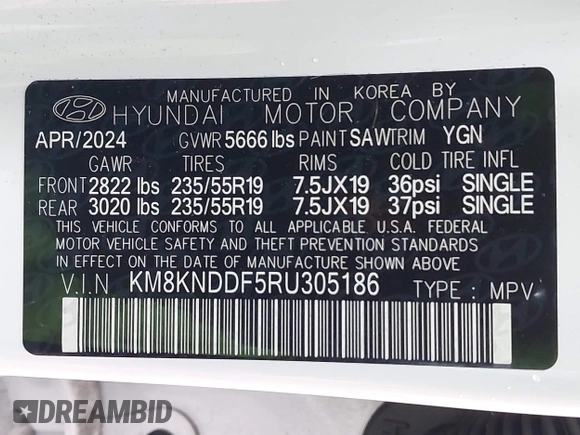 MANUFACTURED IN KOREA BY
HYUNDAI MOTOR COMPANY
APR/2024 GVWR 5666 lbs PAINT SAW TRIM YGN
GAWR TIRES RIMS COLD TIRE INFL
FRONT 2822 lbs 235/55R19 7.5JX19 36psi SINGLE
REAR 3020 lbs 235/55R19 7.5JX19 37psi SINGLE
THIS VEHICLE CONFORMS TO ALL APPLICABLE U.S.A. FEDERAL
MOTOR VEHICLE SAFETY AND THEFT PREVENTION STANDARDS
IN EFFECT ON THE DATE OF MANUFACTURE SHOWN ABOVE
V.I.N KM8KNDDF5RU305186 TYPE : MPV
DREAMBID